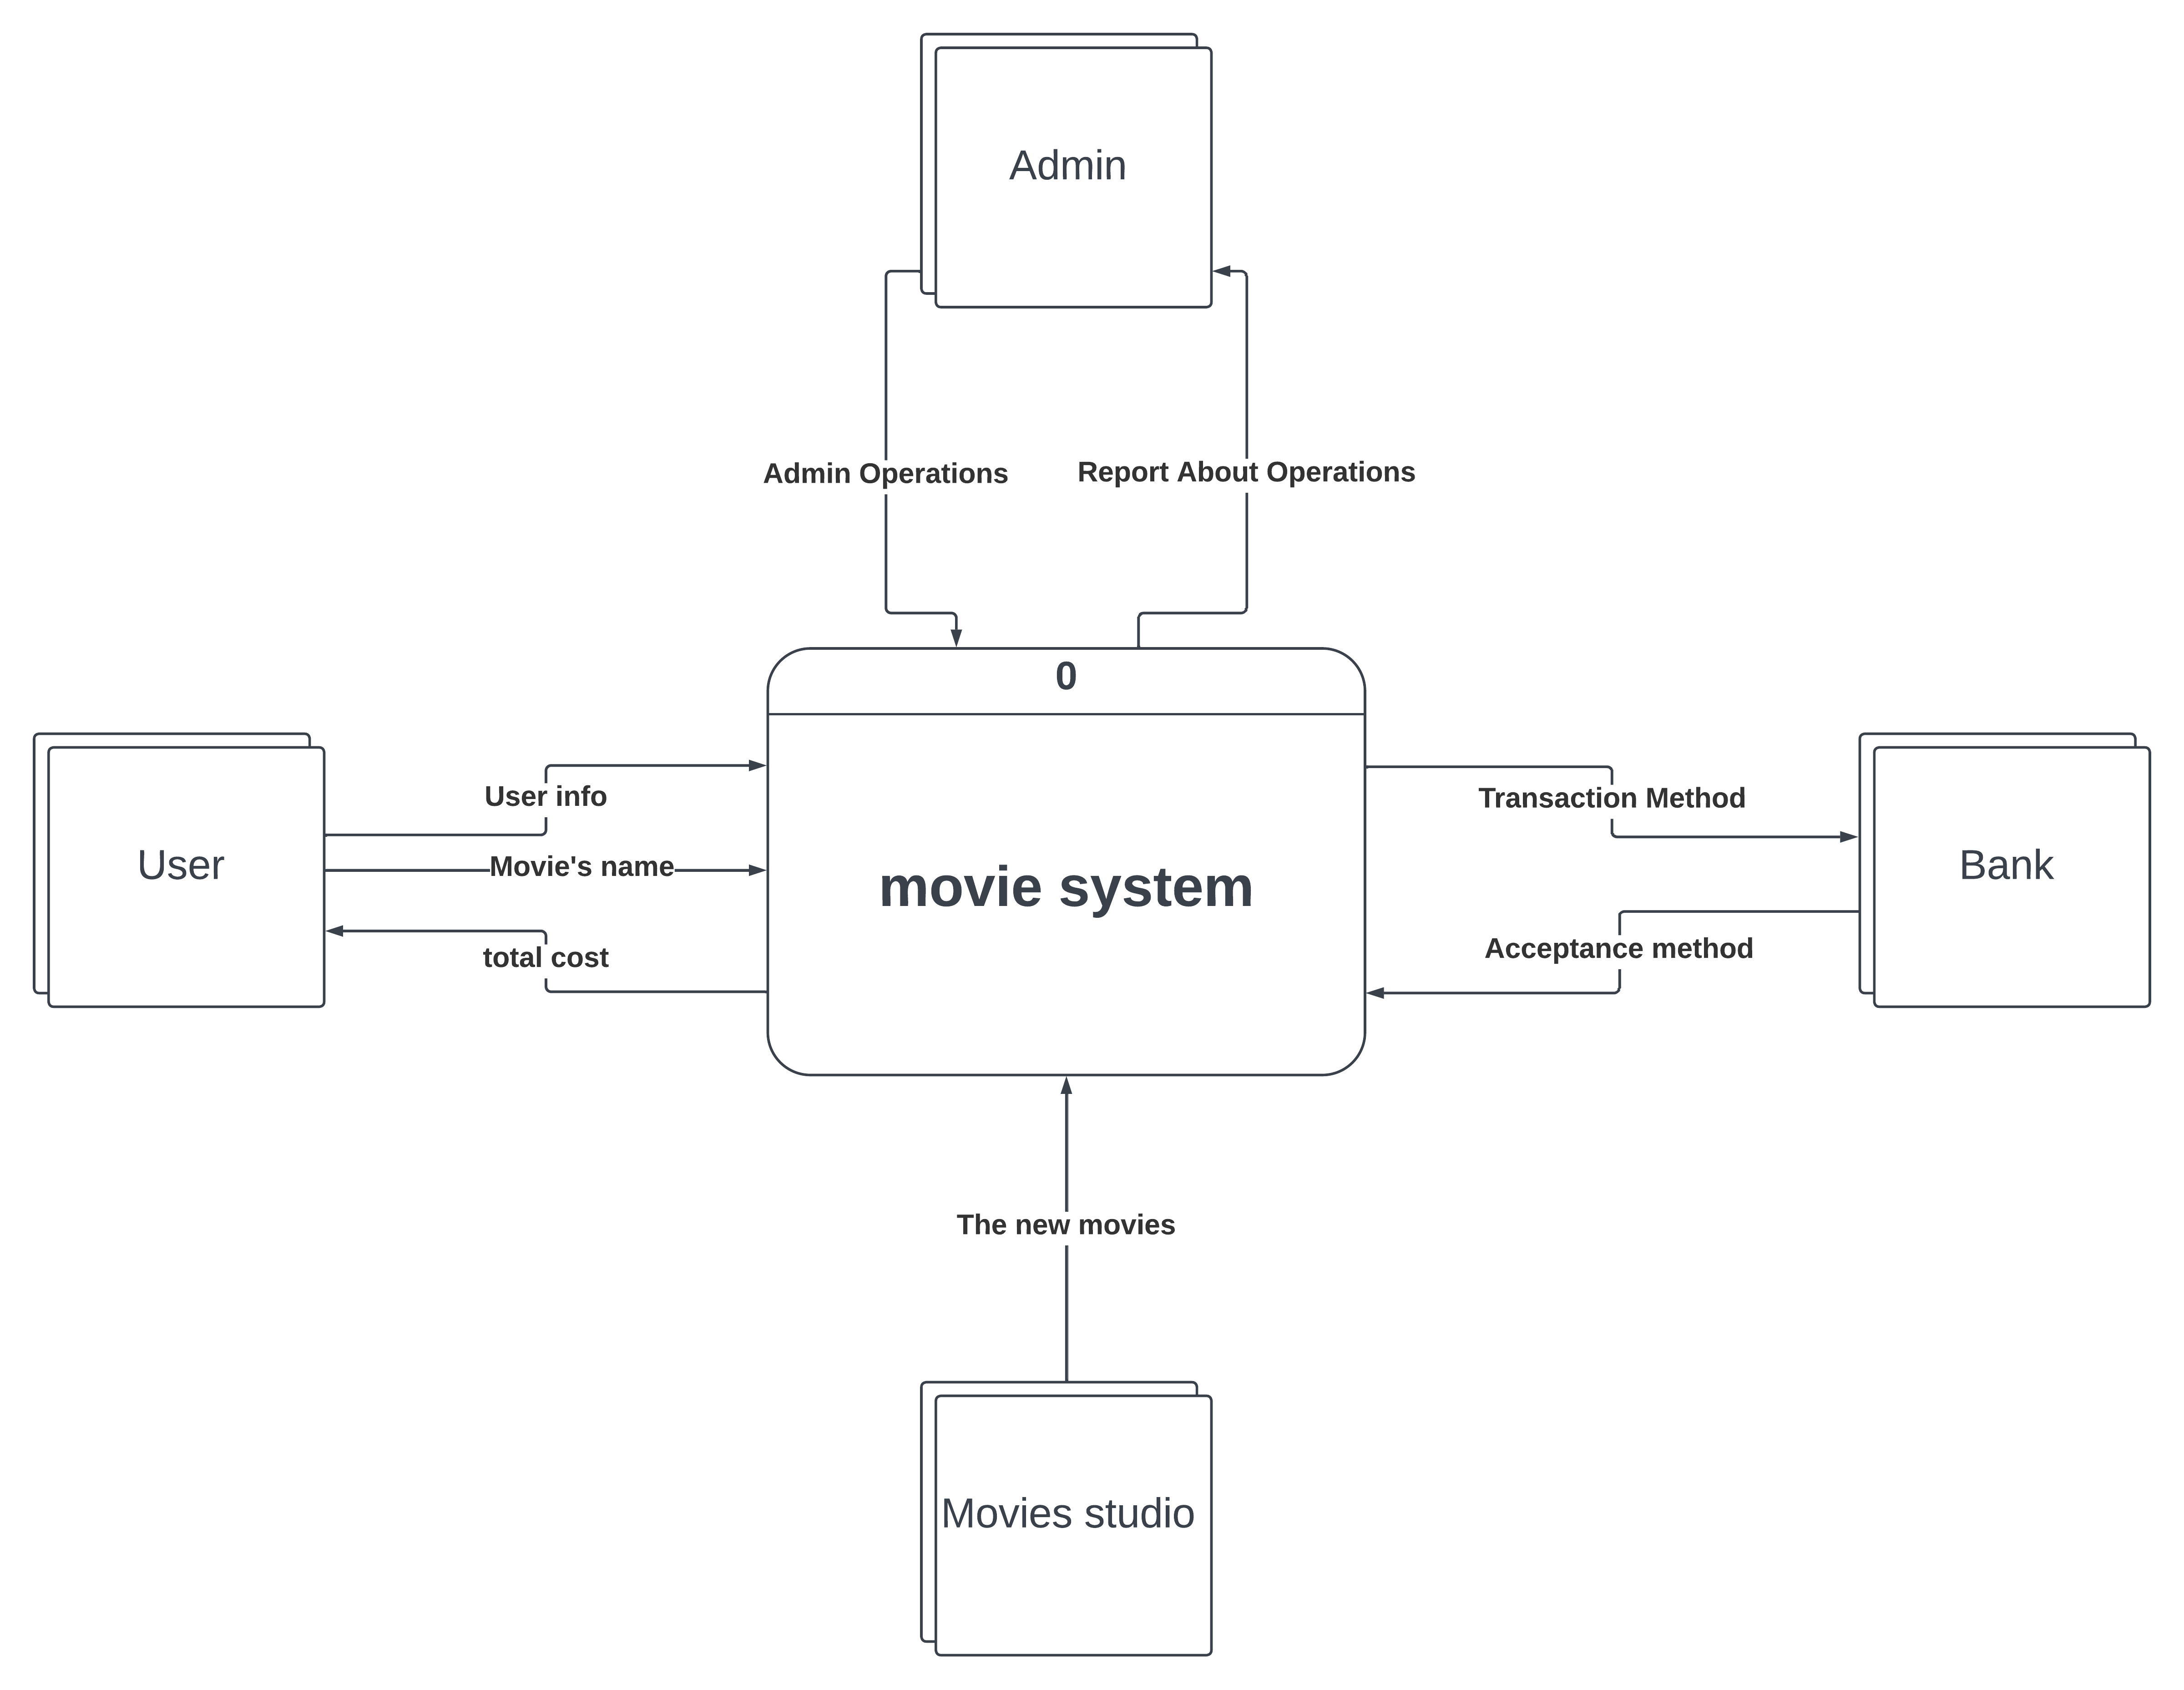 Admin
Admin Operations
Report About Operations
0
User info
Transaction Method
User
Movie's name
movie system
Bank
total cost
Acceptance method
The new movies
Movies studio